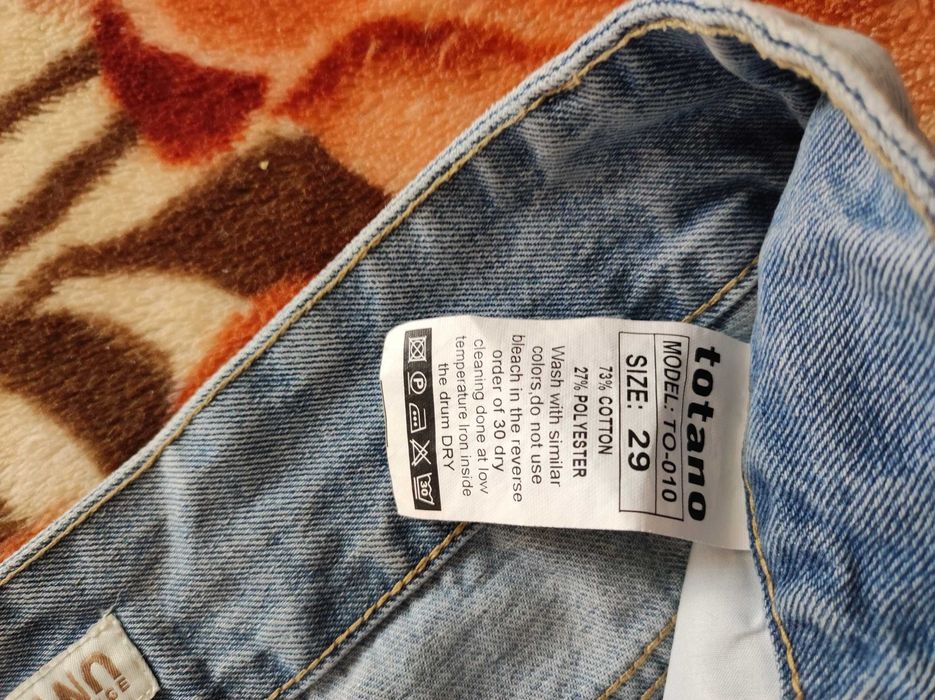 totamo
MODEL: TO-010
SIZE: 29
73% COTTON
27% POLYESTER
Wash with similar
colors,do not use
bleach in the reverse
order of 30 dry
cleaning done at low
temperature Iron inside
the drum DRY
P
30